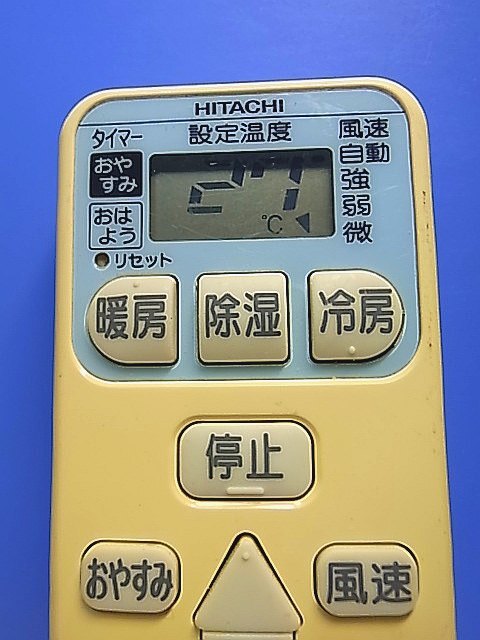 HITACHI
タイマー
設定温度
風速
おや
すみ
27
℃
自動
強
弱
微
おは
よう
リセット
暖房
除湿
冷房
停止
おやすみ
風速